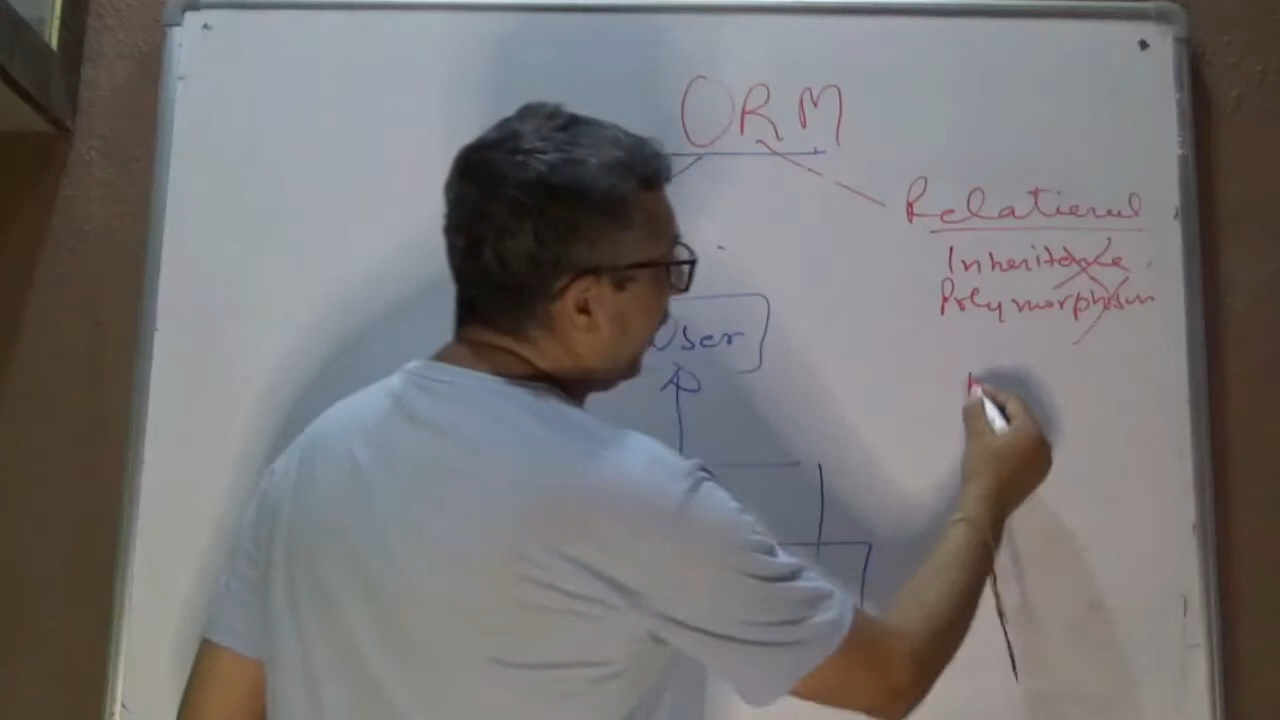 ORM
Relational
Inheritance
Polymorphism
User